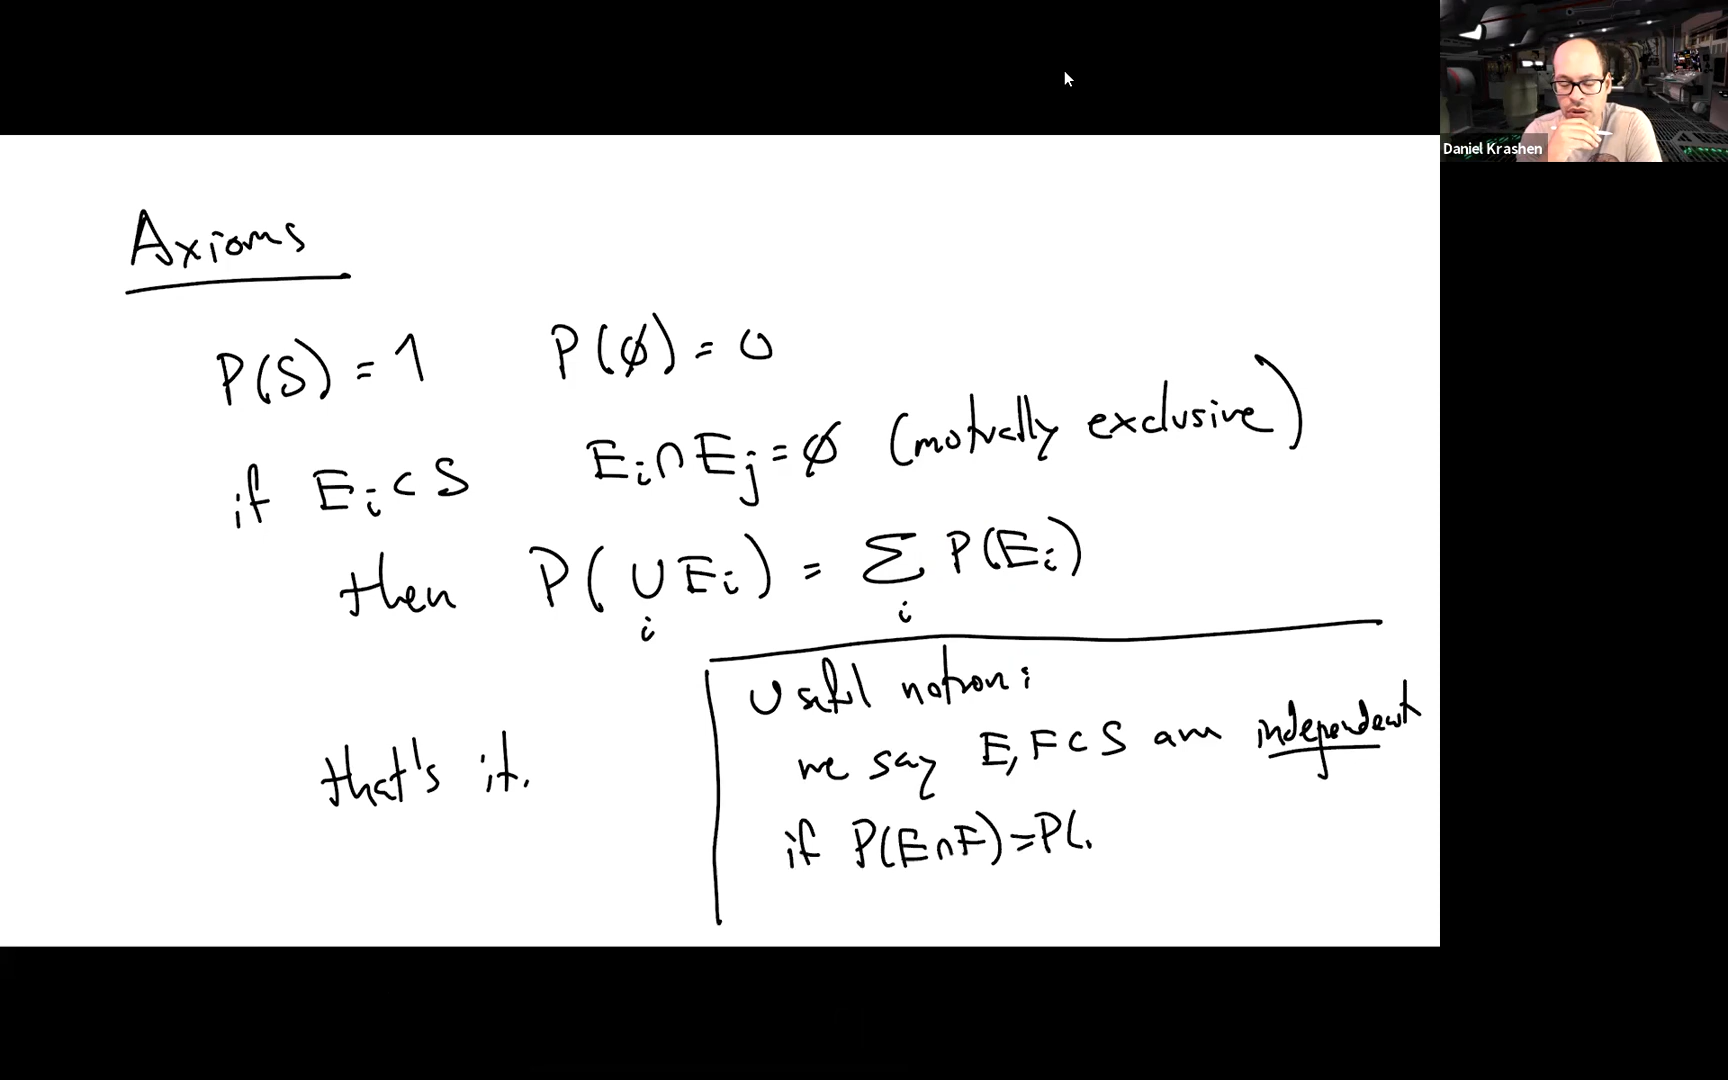 Daniel Krashen
Axioms
P(S) = 1 P(∅) = 0
if Eᵢ ⊂ S Eᵢ ∩ Eⱼ = ∅ (mutually exclusive)
then P(∪ᵢ Eᵢ) = Σᵢ P(Eᵢ)
that's it.
Useful notion:
we say E, F ⊂ S are independent
if P(E∩F) = P(.